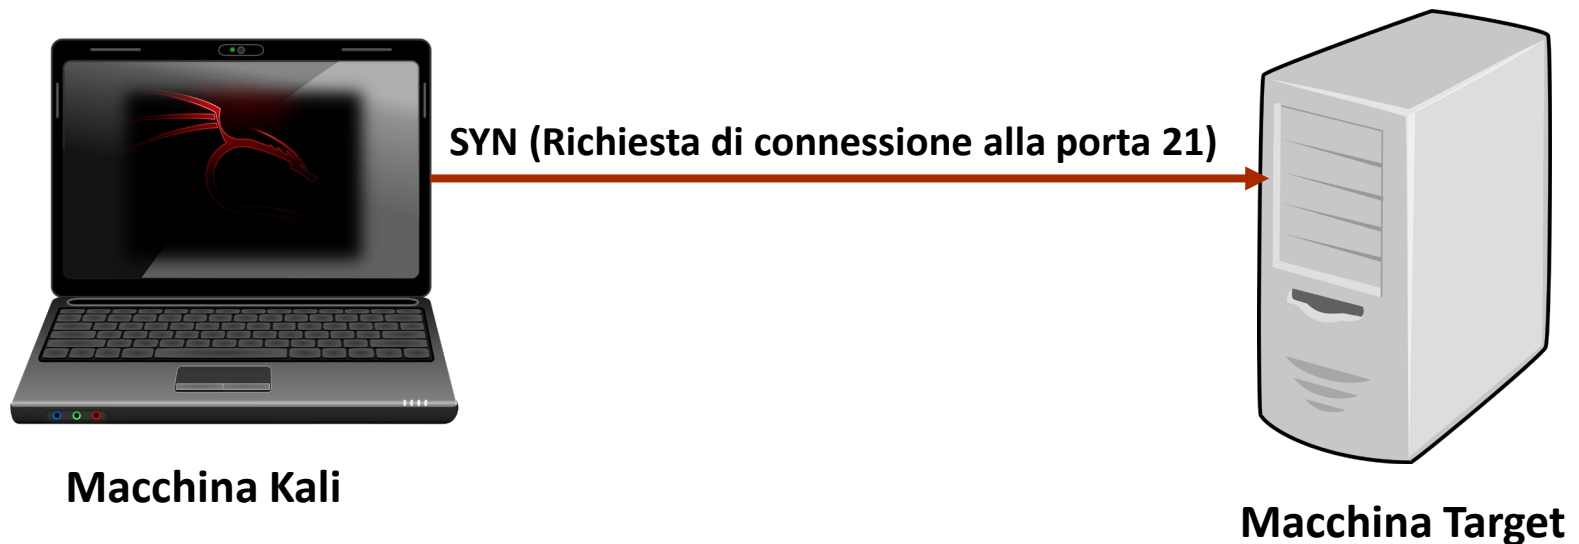 SYN (Richiesta di connessione alla porta 21)
Macchina Kali
Macchina Target